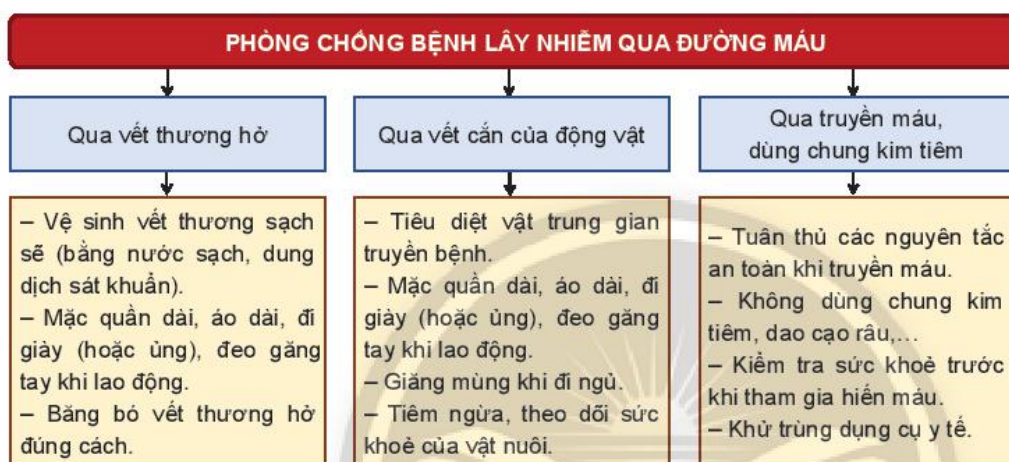 PHÒNG CHỐNG BỆNH LÂY NHIỄM QUA ĐƯỜNG MÁU
Qua vết thương hở
– Vệ sinh vết thương sạch
sẽ (bằng nước sạch, dung
dịch sát khuẩn).
– Mặc quần dài, áo dài, đi
giày (hoặc ủng), đeo găng
tay khi lao động.
– Băng bó vết thương hở
đúng cách.
Qua vết cắn của động vật
– Tiêu diệt vật trung gian
truyền bệnh.
– Mặc quần dài, áo dài, đi
giày (hoặc ủng), đeo găng
tay khi lao động.
– Giăng mùng khi đi ngủ.
– Tiêm ngừa, theo dõi sức
khoẻ của vật nuôi.
Qua truyền máu,
dùng chung kim tiêm
– Tuân thủ các nguyên tắc
an toàn khi truyền máu.
– Không dùng chung kim
tiêm, dao cạo râu,...
– Kiểm tra sức khoẻ trước
khi tham gia hiến máu.
– Khử trùng dụng cụ y tế.